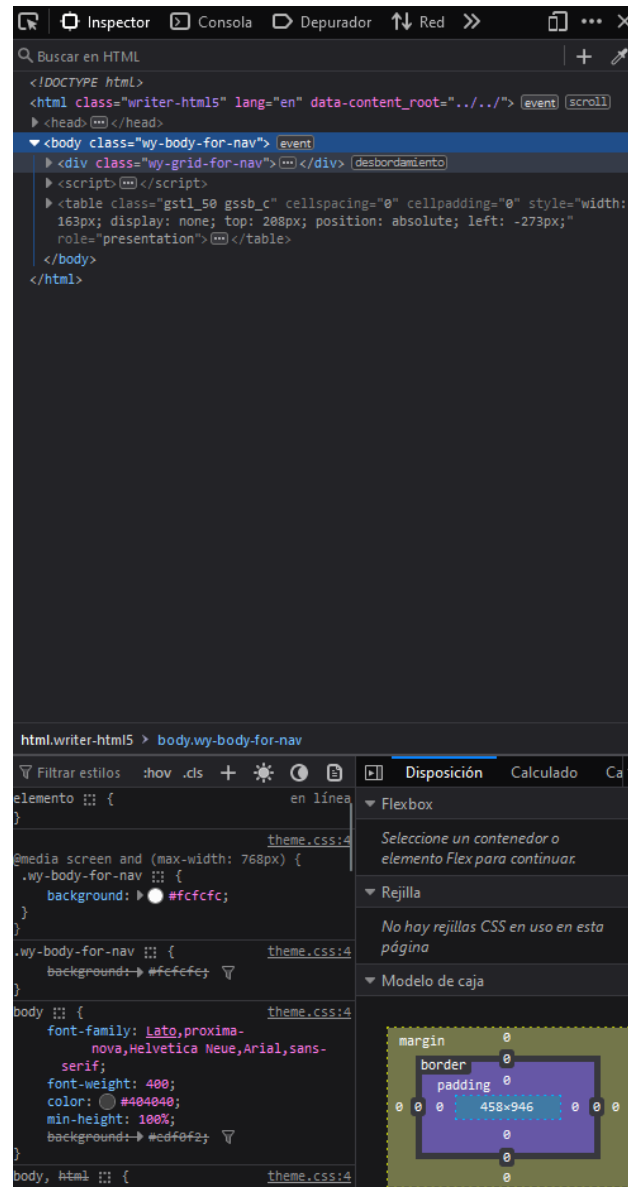 Inspector Consola Depurador Red
Buscar en HTML
<!DOCTYPE html>
<html class="writer-html5" lang="en" data-content_root="../../"> event scroll
<head> </head>
<body class="wy-body-for-nav"> event
<div class="wy-grid-for-nav"> </div> desbordamiento
<script> </script>
<table class="gstl_50 gssb_c" cellspacing="0" cellpadding="0" style="width:
163px; display: none; top: 208px; position: absolute; left: -273px;"
role="presentation"> </table>
</body>
</html>
html.writer-html5 > body.wy-body-for-nav
Filtrar estilos :hov .cls +
elemento {
en línea
}
theme.css:4
@media screen and (max-width: 768px) {
.wy-body-for-nav {
background: #fcfcfc;
}
}
.wy-body-for-nav { theme.css:4
background: #fcfcfc;
}
body { theme.css:4
font-family: Lato,proxima-
nova,Helvetica Neue,Arial,sans-
serif;
font-weight: 400;
color: #404040;
min-height: 100%;
background: #edf0f2;
}
body, html { theme.css:4
Disposición Calculado Ca
Flexbox
Seleccione un contenedor o
elemento Flex para continuar.
Rejilla
No hay rejillas CSS en uso en esta
página
Modelo de caja
margin 0
border 0
padding 0
0 0 0 458×946 0 0 0
0
0
0